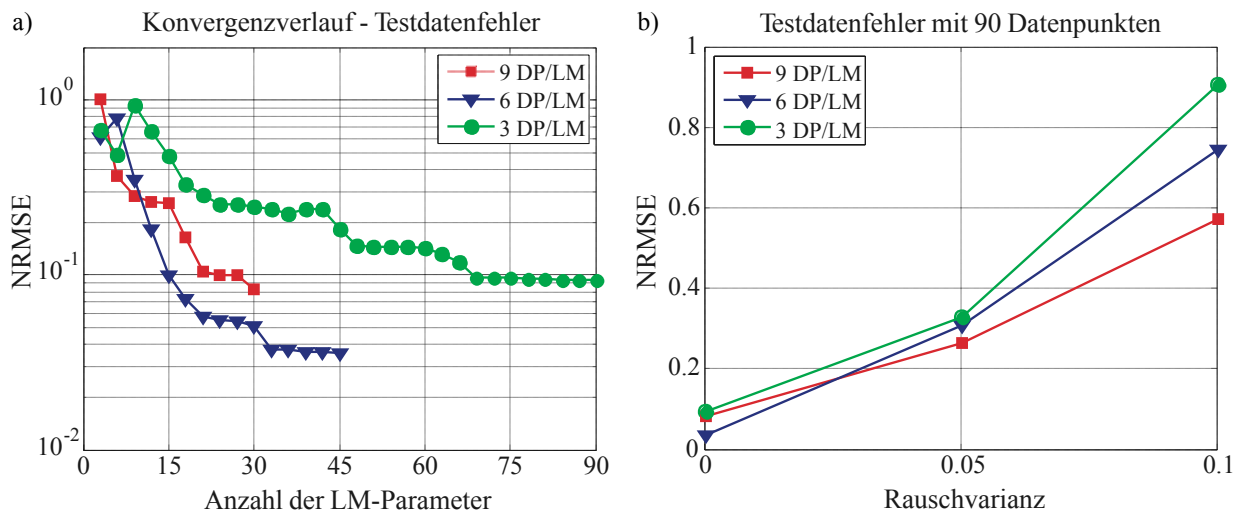 a)
Konvergenzverlauf - Testdatenfehler
9 DP/LM
6 DP/LM
3 DP/LM
NRMSE
10^0
10^-1
10^-2
0 15 30 45 60 75 90
Anzahl der LM-Parameter
b)
Testdatenfehler mit 90 Datenpunkten
9 DP/LM
6 DP/LM
3 DP/LM
NRMSE
1
0.8
0.6
0.4
0.2
0
0 0.05 0.1
Rauschvarianz